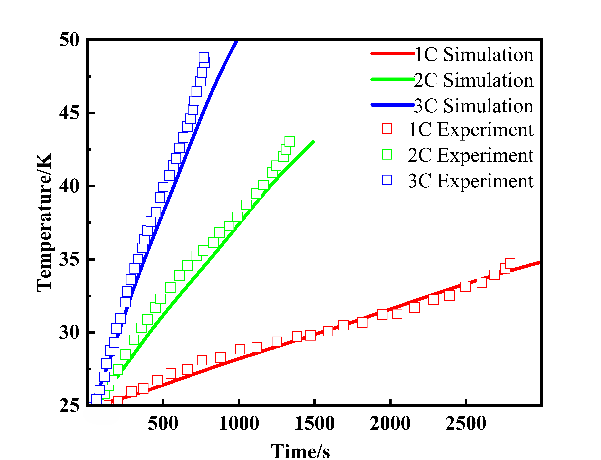 50
45
40
35
30
25
Temperature/K
1C Simulation
2C Simulation
3C Simulation
1C Experiment
2C Experiment
3C Experiment
500 1000 1500 2000 2500
Time/s